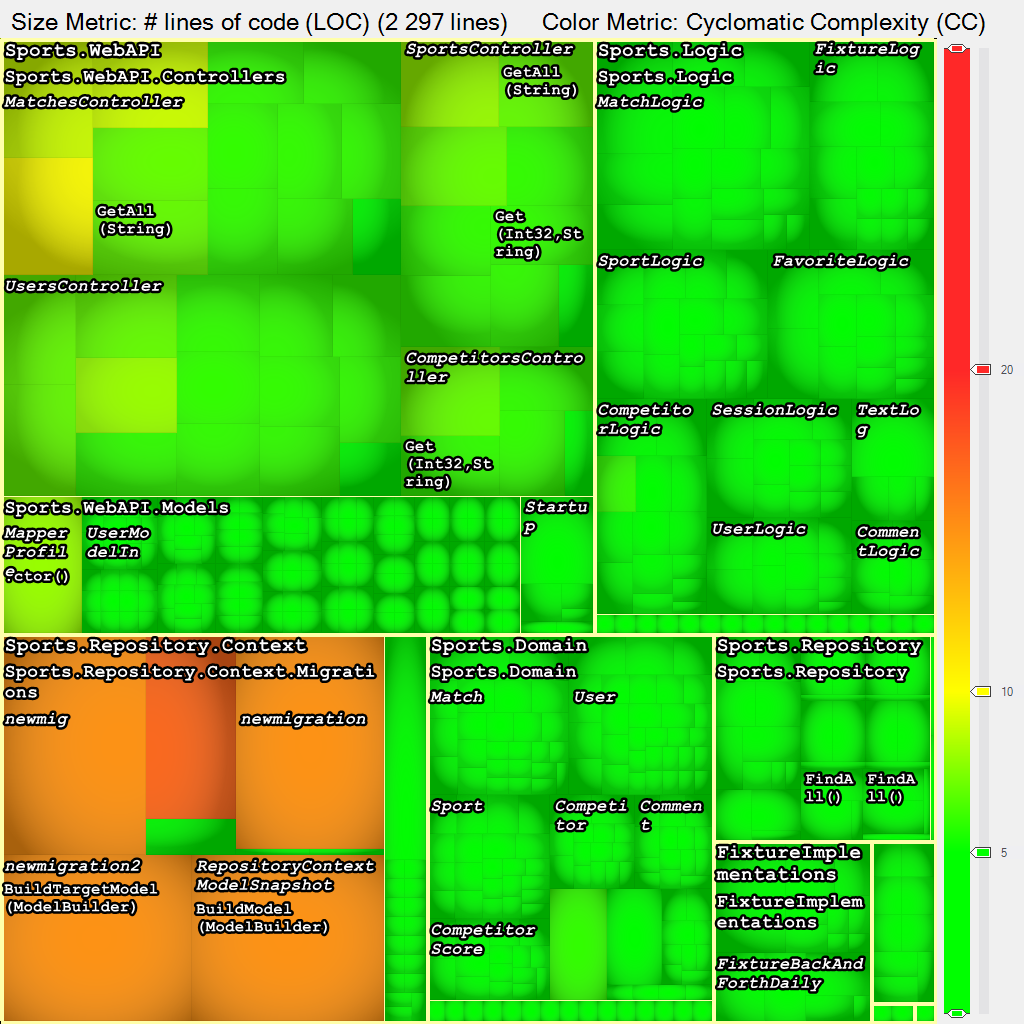 Size Metric: # lines of code (LOC) (2 297 lines)
Color Metric: Cyclomatic Complexity (CC)
Sports.WebAPI
Sports.WebAPI.Controllers
MatchesController
GetAll
(String)
SportsController
GetAll
(String)
Get
(Int32,St
ring)
UsersController
CompetitorsContro
ller
Get
(Int32,St
ring)
Sports.WebAPI.Models
Mapper
Profil
e
.ctor()
UserMo
delIn
Startu
p
Sports.Logic
Sports.Logic
MatchLogic
FixtureLog
ic
SportLogic
FavoriteLogic
Competito
rLogic
SessionLogic
TextLo
g
UserLogic
Commen
tLogic
Sports.Repository.Context
Sports.Repository.Context.Migrati
ons
newmig
newmigration
newmigration2
BuildTargetModel
(ModelBuilder)
RepositoryContext
ModelSnapshot
BuildModel
(ModelBuilder)
Sports.Domain
Sports.Domain
Match
User
Sport
Competi
tor
Commen
t
Competitor
Score
Sports.Repository
Sports.Repository
FindA
ll()
FindA
ll()
FixtureImple
mentations
FixtureImplem
entations
FixtureBackAnd
ForthDaily
20
10
5